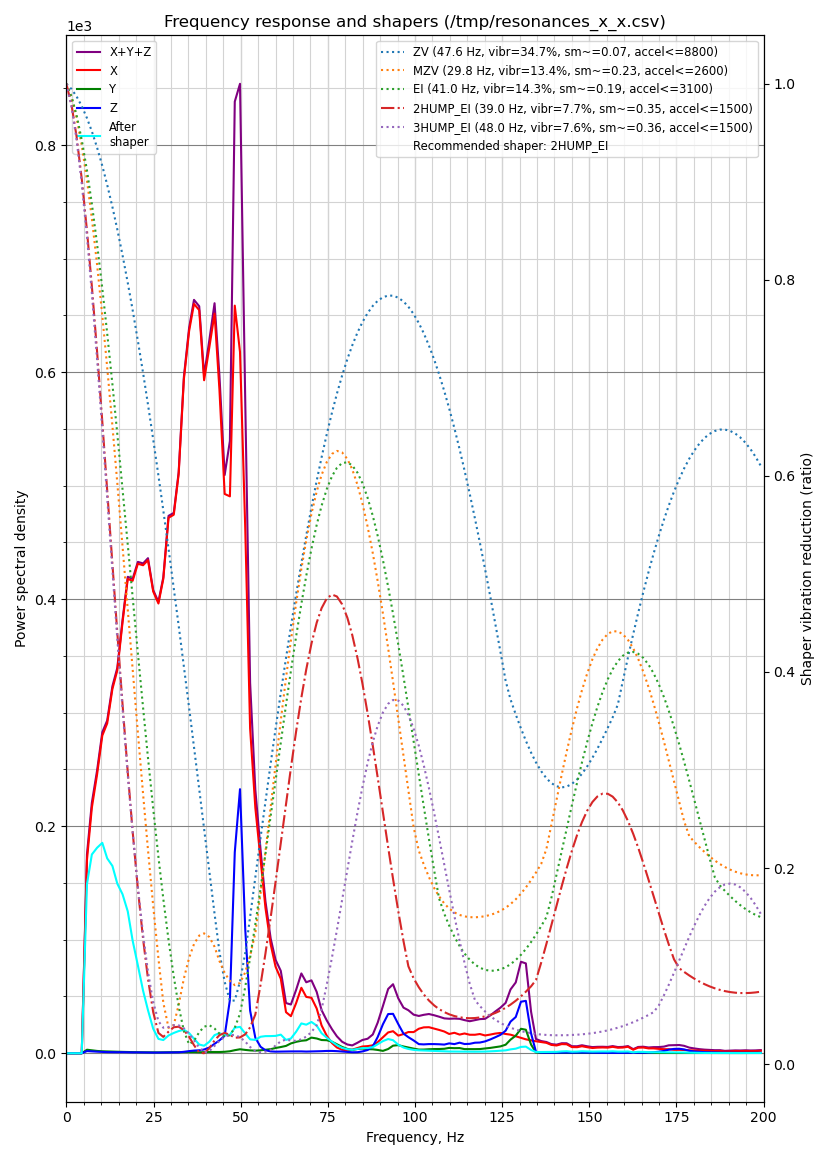 Frequency response and shapers (/tmp/resonances_x_x.csv)
1e3
X+Y+Z
X
Y
Z
After
shaper
ZV (47.6 Hz, vibr=34.7%, sm~=0.07, accel<=8800)
MZV (29.8 Hz, vibr=13.4%, sm~=0.23, accel<=2600)
EI (41.0 Hz, vibr=14.3%, sm~=0.19, accel<=3100)
2HUMP_EI (39.0 Hz, vibr=7.7%, sm~=0.35, accel<=1500)
3HUMP_EI (48.0 Hz, vibr=7.6%, sm~=0.36, accel<=1500)
Recommended shaper: 2HUMP_EI
Power spectral density
0.8
0.6
0.4
0.2
0.0
1.0
0.8
0.6
0.4
0.2
0.0
Shaper vibration reduction (ratio)
0 25 50 75 100 125 150 175 200
Frequency, Hz